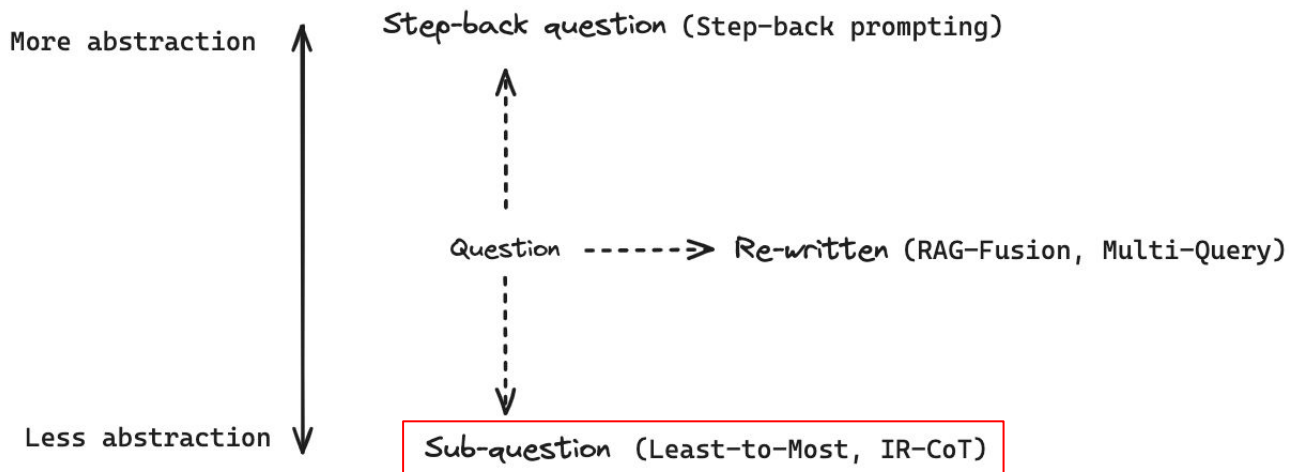 More abstraction
Step-back question (Step-back prompting)
Question
Re-written (RAG-Fusion, Multi-Query)
Less abstraction
Sub-question (Least-to-Most, IR-CoT)